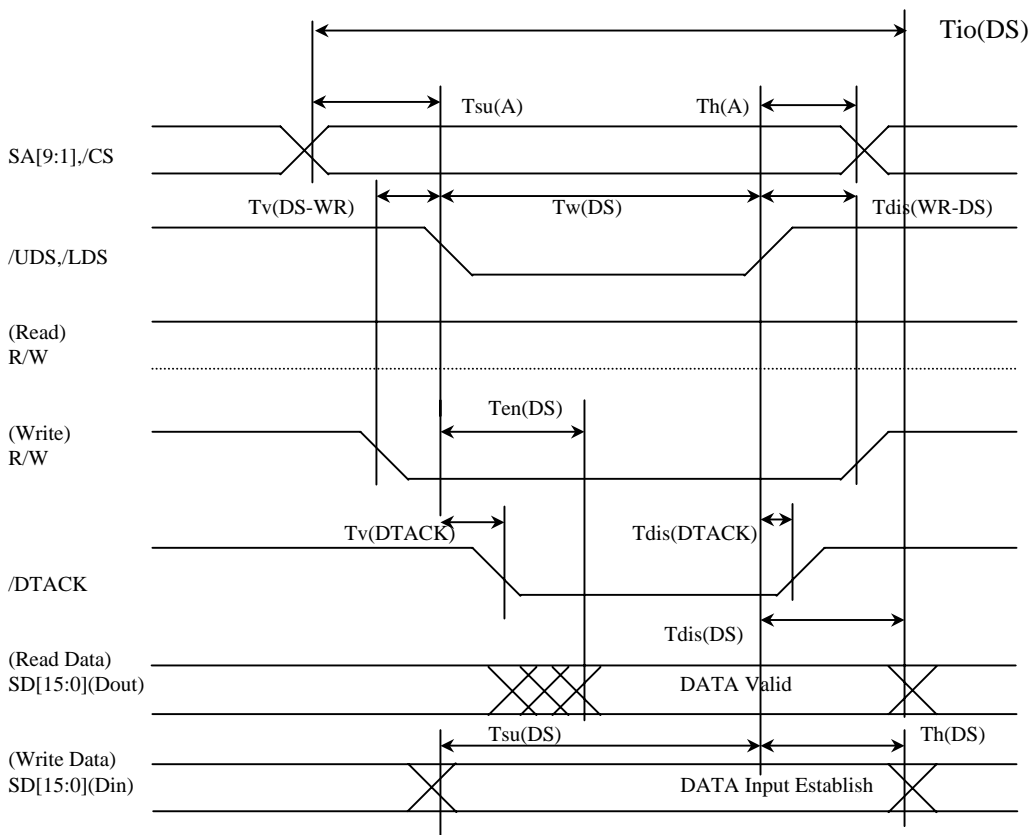 Tio(DS)
Tsu(A)
Th(A)
SA[9:1],/CS
Tv(DS-WR)
Tw(DS)
Tdis(WR-DS)
/UDS,/LDS
(Read)
R/W
Ten(DS)
(Write)
R/W
Tv(DTACK)
Tdis(DTACK)
/DTACK
Tdis(DS)
(Read Data)
SD[15:0](Dout)
DATA Valid
Tsu(DS)
Th(DS)
(Write Data)
SD[15:0](Din)
DATA Input Establish